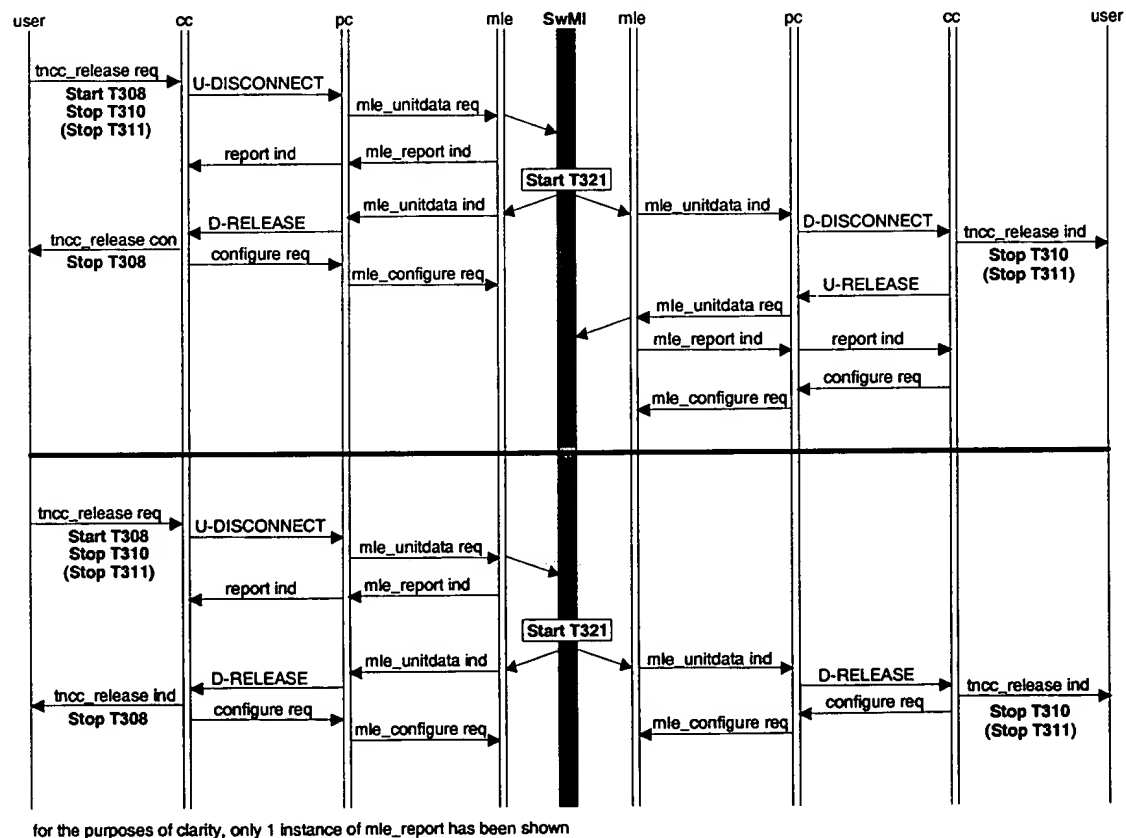 user cc pc mle SwMI mle pc cc user
tncc_release req
U-DISCONNECT
Start T308
Stop T310
(Stop T311)
mle_unitdata req
report ind
mle_report ind
Start T321
mle_unitdata ind
mle_unitdata ind
D-RELEASE
D-DISCONNECT
tncc_release con
Stop T308
tncc_release ind
Stop T310
(Stop T311)
configure req
mle_configure req
U-RELEASE
mle_unitdata req
mle_report ind
report ind
configure req
mle_configure req
tncc_release req
U-DISCONNECT
Start T308
Stop T310
(Stop T311)
mle_unitdata req
report ind
mle_report ind
Start T321
mle_unitdata ind
mle_unitdata ind
D-RELEASE
D-RELEASE
tncc_release ind
Stop T308
tncc_release ind
Stop T310
(Stop T311)
configure req
configure req
mle_configure req
mle_configure req
for the purposes of clarity, only 1 instance of mle_report has been shown